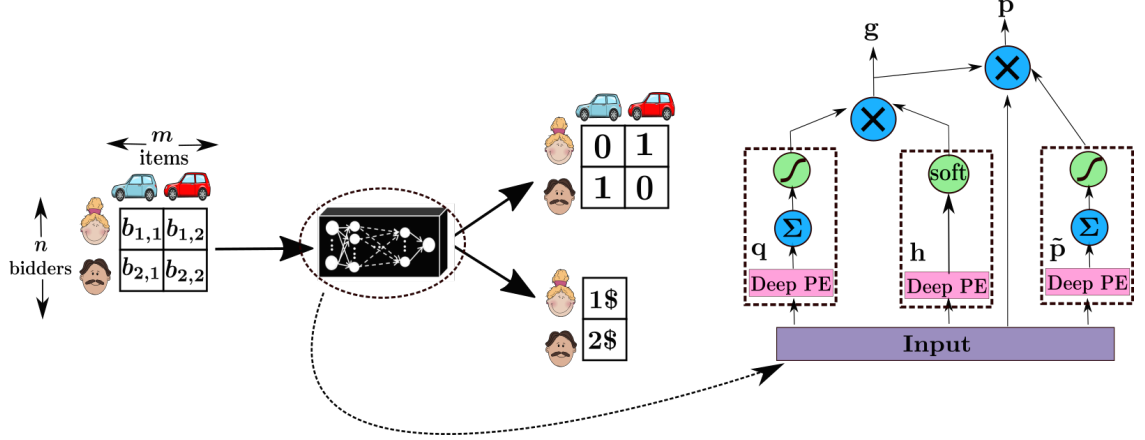 m
items
n
bidders
b1,1 b1,2
b2,1 b2,2
0 1
1 0
1$
2$
g
p
soft
Σ
Σ
q
h
p̃
Deep PE
Deep PE
Deep PE
Input